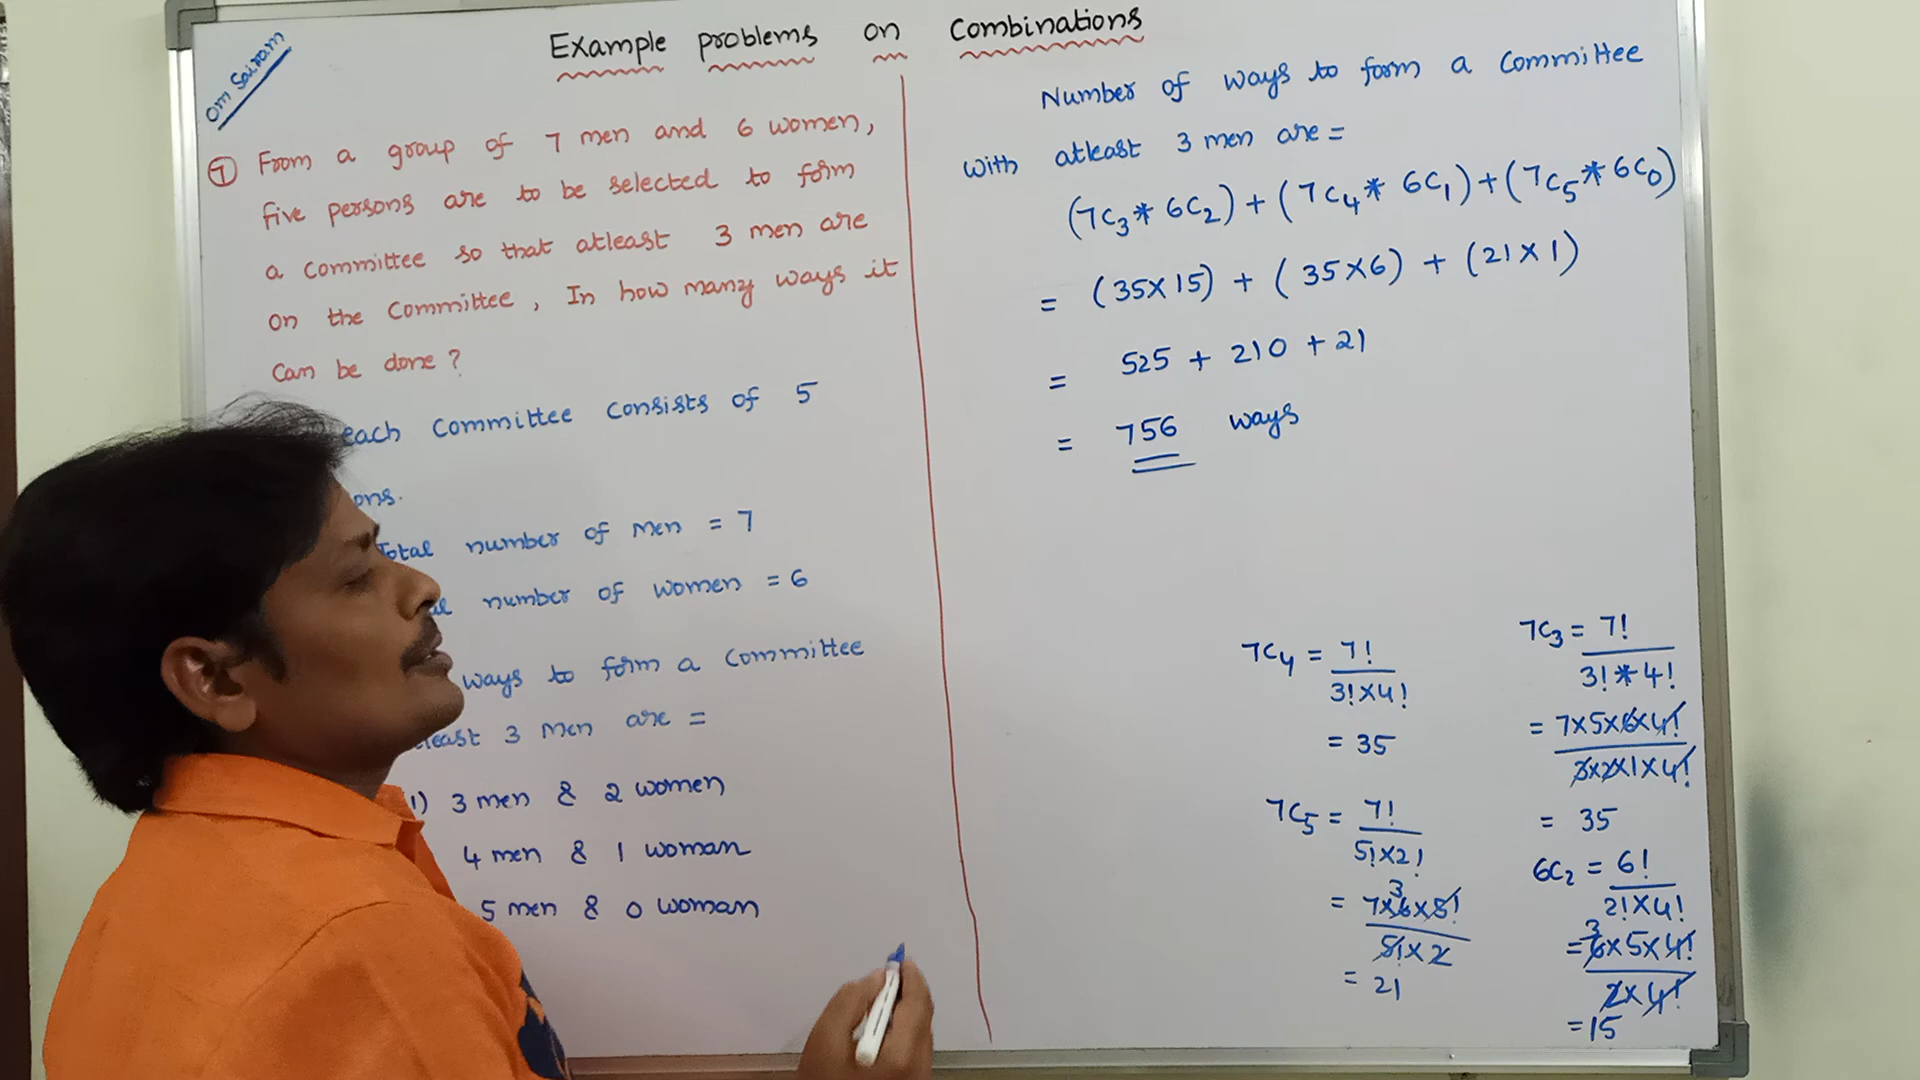 Om Sairam
Example problems on Combinations
7 From a group of 7 men and 6 women,
five persons are to be selected to form
a committee so that atleast 3 men are
on the committee, In how many ways it
can be done?
each committee consists of 5
ons.
Total number of men = 7
number of women = 6
ways to form a committee
least 3 men are =
1) 3 men & 2 women
4 men & 1 woman
5 men & 0 woman
Number of ways to form a committee
with atleast 3 men are =
(7C₃ * 6C₂) + (7C₄ * 6C₁) + (7C₅ * 6C₀)
= (35×15) + (35×6) + (21×1)
= 525 + 210 + 21
= 756 ways
7C₄ = 7! / 3!×4!
= 35
7C₅ = 7! / 5!×2!
= 7×6×5! / 5!×2
3
= 21
7C₃ = 7! / 3!*4!
= 7×5×6×4! / 3×2×1×4!
= 35
6C₂ = 6! / 2!×4!
= 6×5×4! / 2×4!
3
= 15